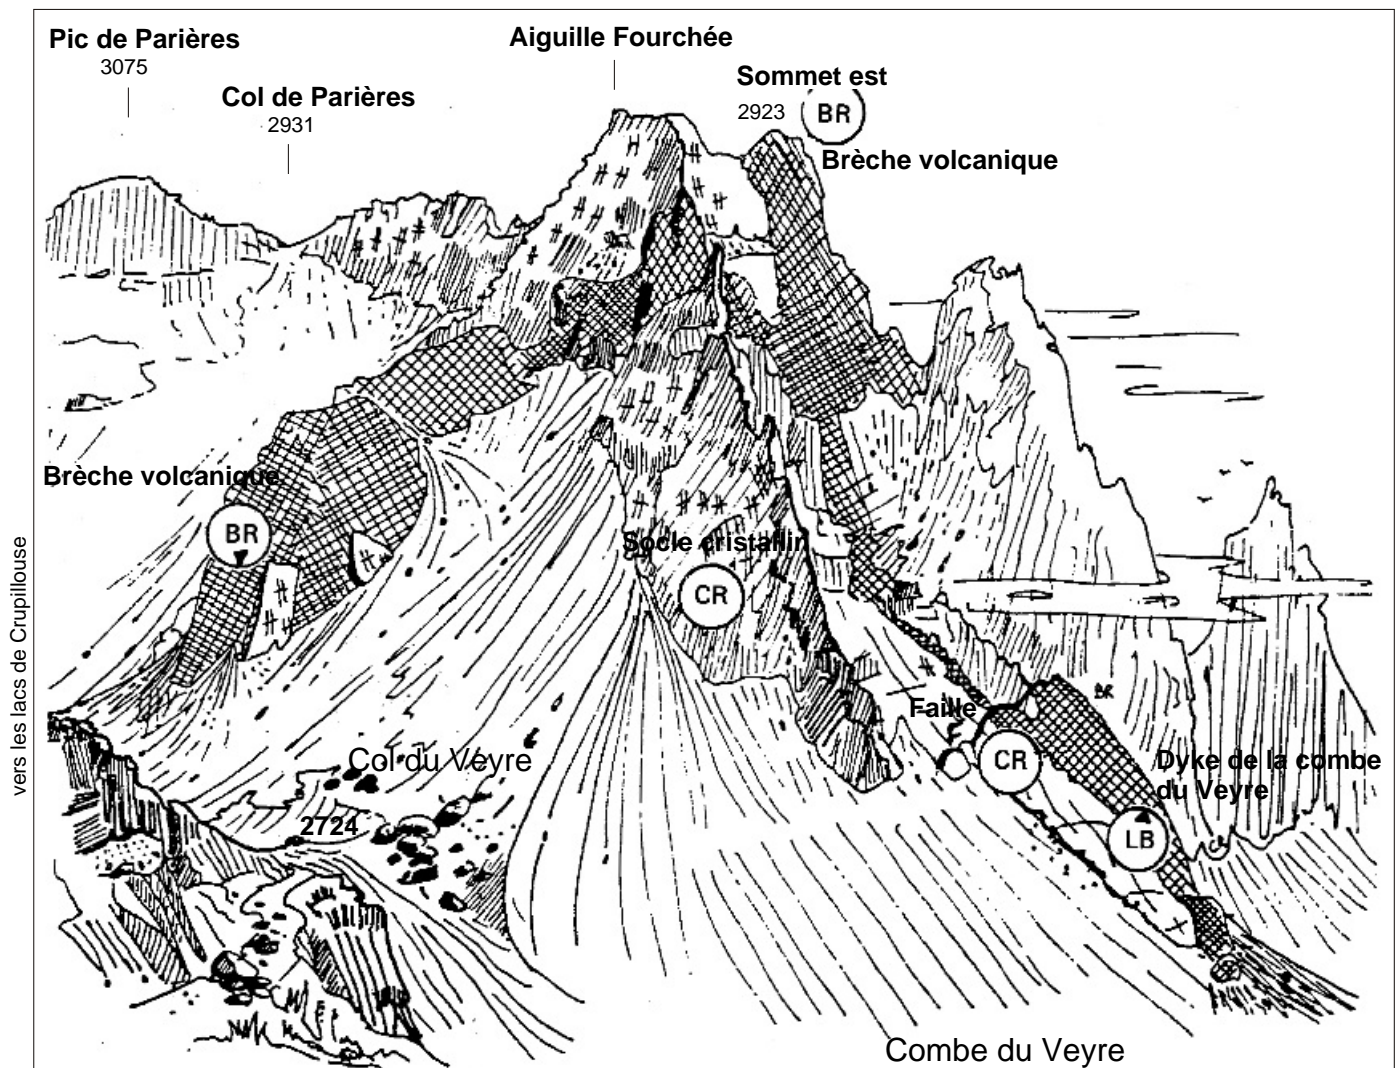 Pic de Parières
3075
Col de Parières
2931
Aiguille Fourchée
Sommet est
2923
BR
Brèche volcanique
Brèche volcanique
BR
Socle cristallin
CR
vers les lacs de Crupillouse
BR
Faille
CR
Col du Veyre
2724
Dyke de la combe
du Veyre
LB
Combe du Veyre